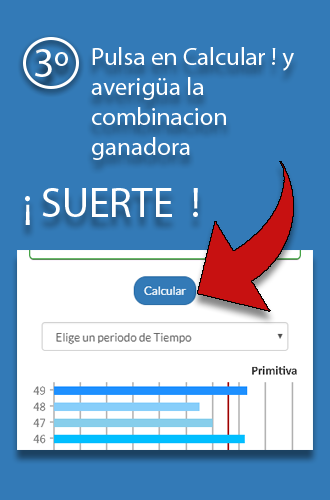 3º
Pulsa en Calcular ! y
averigüa la
combinacion
ganadora
¡ SUERTE !
Calcular
Elige un periodo de Tiempo
Primitiva
49
48
47
46